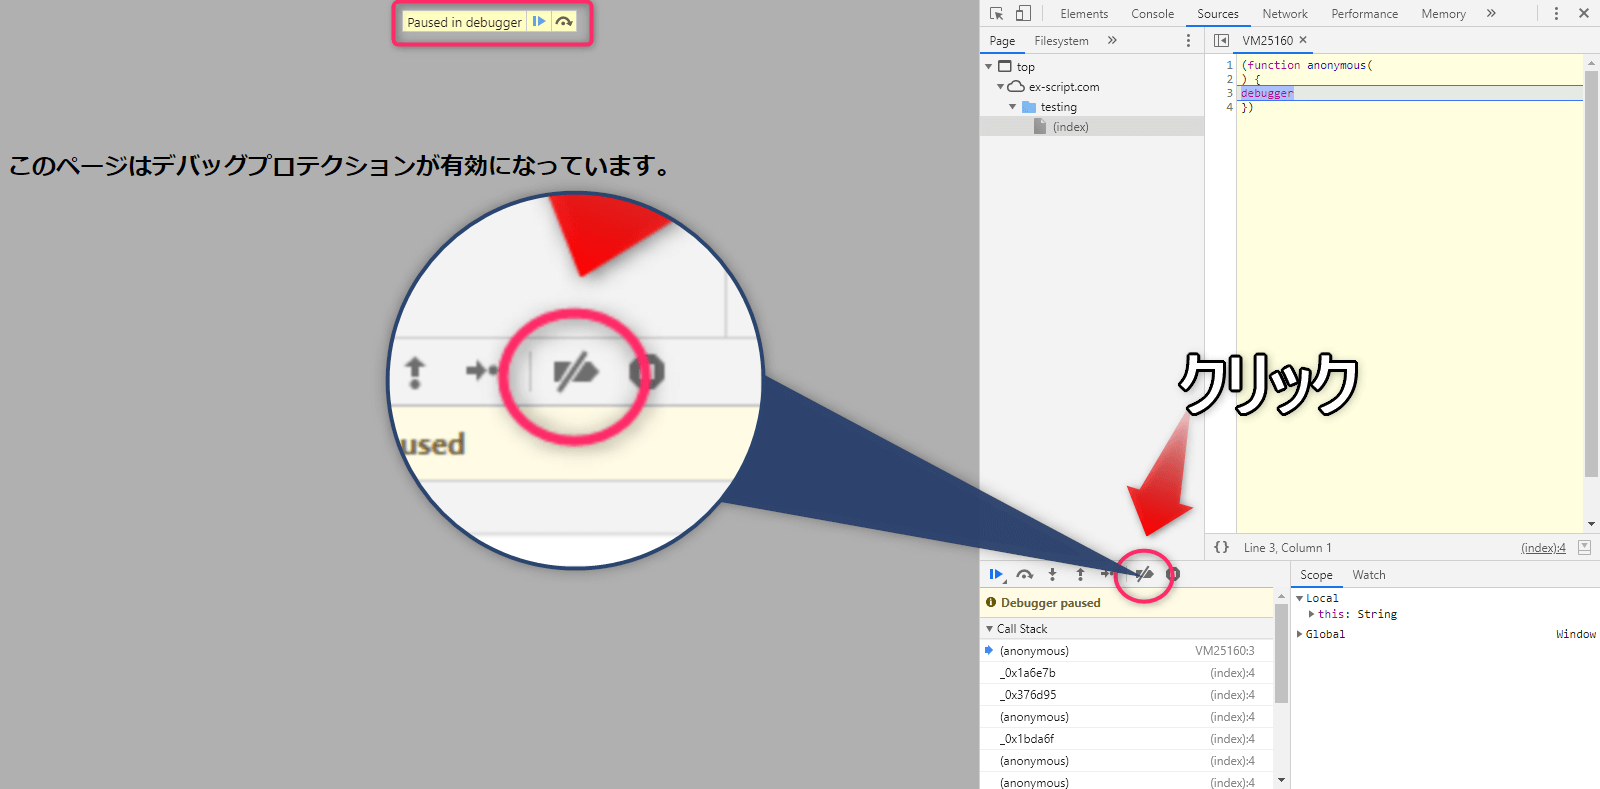 Paused in debugger
このページはデバッグプロテクションが有効になっています。
used
クリック
Elements Console Sources Network Performance Memory »
Page Filesystem »
VM25160 ×
top
ex-script.com
testing
(index)
1 (function anonymous(
2 ) {
3 debugger
4 })
{} Line 3, Column 1 (index):4
Debugger paused
Call Stack
(anonymous) VM25160:3
_0x1a6e7b (index):4
_0x376d95 (index):4
(anonymous) (index):4
_0x1bda6f (index):4
(anonymous) (index):4
(anonymous) (index):4
Scope Watch
Local
this: String
Global Window